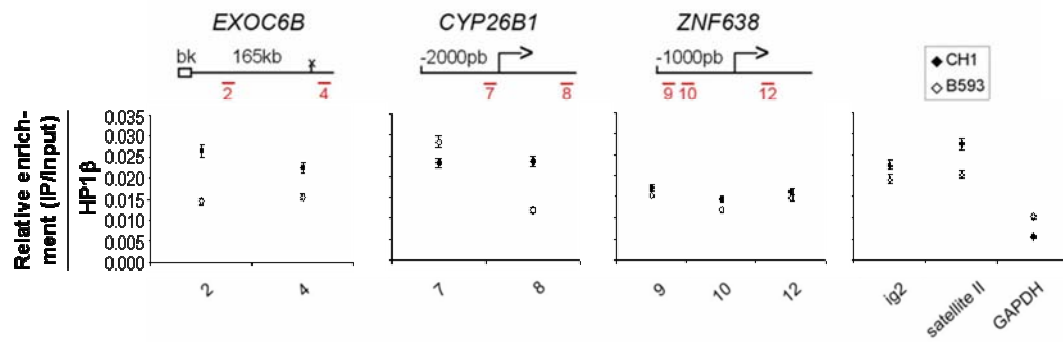 EXOC6B
CYP26B1
ZNF638
bk 165kb x
2 4
-2000pb
7 8
-1000pb
9 10 12
CH1
B593
Relative enrich-
ment (IP/Input)
HP1β
0.035
0.030
0.025
0.020
0.015
0.010
0.005
0.000
2 4
7 8
9 10 12
ig2 satellite II GAPDH